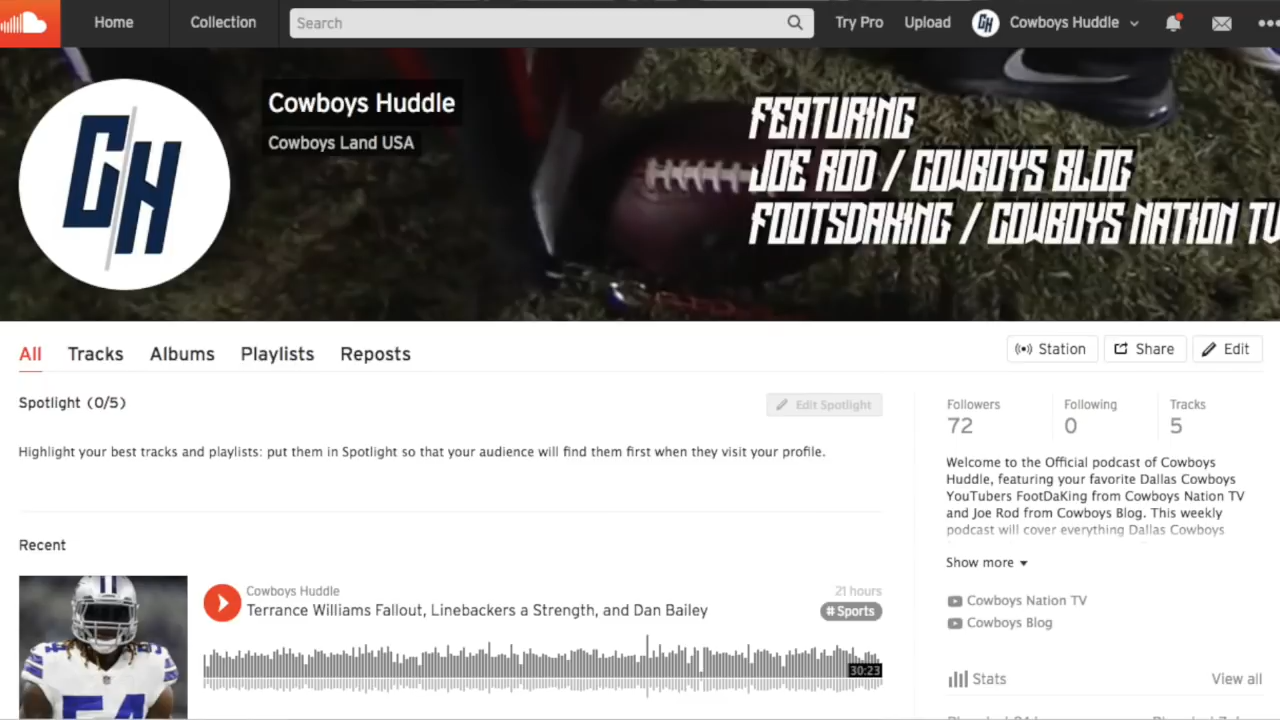 Home
Collection
Search
Try Pro
Upload
CH
Cowboys Huddle
CH
Cowboys Huddle
Cowboys Land USA
FEATURING
JOE ROD / COWBOYS BLOG
FOOTSDAKING / COWBOYS NATION TV
All
Tracks
Albums
Playlists
Reposts
Station
Share
Edit
Spotlight (0/5)
Edit Spotlight
Highlight your best tracks and playlists: put them in Spotlight so that your audience will find them first when they visit your profile.
Followers
72
Following
0
Tracks
5
Welcome to the Official podcast of Cowboys
Huddle, featuring your favorite Dallas Cowboys
YouTubers FootDaKing from Cowboys Nation TV
and Joe Rod from Cowboys Blog. This weekly
podcast will cover everything Dallas Cowboys
Show more
Cowboys Nation TV
Cowboys Blog
Stats
View all
Recent
Cowboys Huddle
21 hours
Terrance Williams Fallout, Linebackers a Strength, and Dan Bailey
# Sports
30:23
54